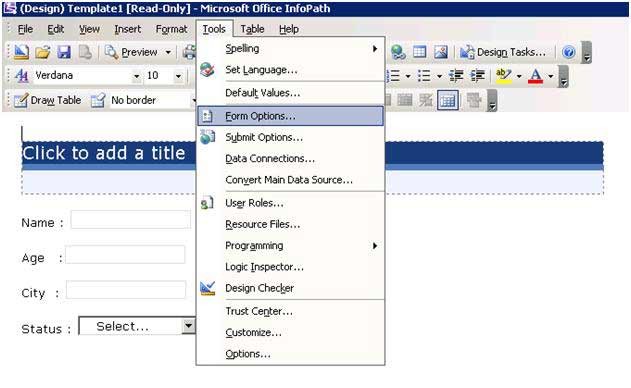 (Design) Template1 [Read-Only] - Microsoft Office InfoPath
File Edit View Insert Format Tools Table Help
Preview Design Tasks...
Verdana 10
Draw Table No border
Spelling
Set Language...
Default Values...
Form Options...
Submit Options...
Data Connections...
Convert Main Data Source...
User Roles...
Resource Files...
Programming
Logic Inspector...
Design Checker
Trust Center...
Customize...
Options...
Click to add a title
Name :
Age :
City :
Status : Select...